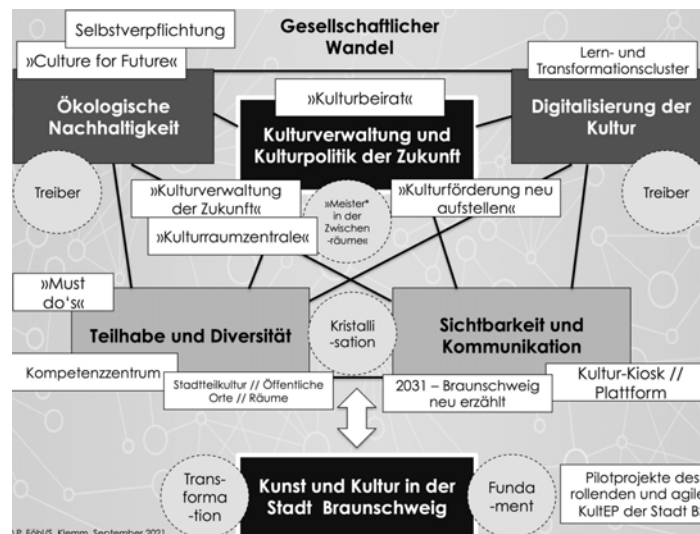 Selbstverpflichtung
»Culture for Future«
Ökologische
Nachhaltigkeit
Treiber
Gesellschaftlicher
Wandel
»Kulturbeirat«
Kulturverwaltung und
Kulturpolitik der Zukunft
Lern- und
Transformationscluster
Digitalisierung der
Kultur
Treiber
»Kulturverwaltung
der Zukunft«
»Kulturraumzentrale«
»Meister*
in der
Zwischen
-räume«
»Kulturförderung neu
aufstellen«
»Must
do's«
Teilhabe und Diversität
Kompetenzzentrum
Stadtteilkultur // Öffentliche
Orte // Räume
Kristalli
-sation
Sichtbarkeit und
Kommunikation
2031 – Braunschweig
neu erzählt
Kultur-Kiosk //
Plattform
Trans-
forma
-tion
Kunst und Kultur in der
Stadt Braunschweig
Funda
-ment
Pilotprojekte des
rollenden und agile
KultEP der Stadt B
P. Föhl/S. Klemm, September 2021